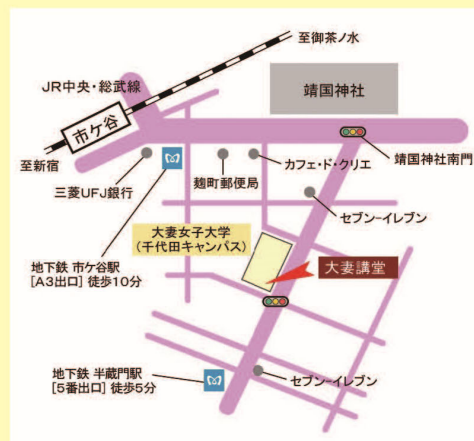 至御茶ノ水
JR中央・総武線
靖国神社
市ケ谷
至新宿
三菱UFJ銀行
麹町郵便局
カフェ・ド・クリエ
靖国神社南門
セブン-イレブン
大妻女子大学
(千代田キャンパス)
地下鉄 市ケ谷駅
[A3出口] 徒歩10分
大妻講堂
地下鉄 半蔵門駅
[5番出口] 徒歩5分
セブン-イレブン